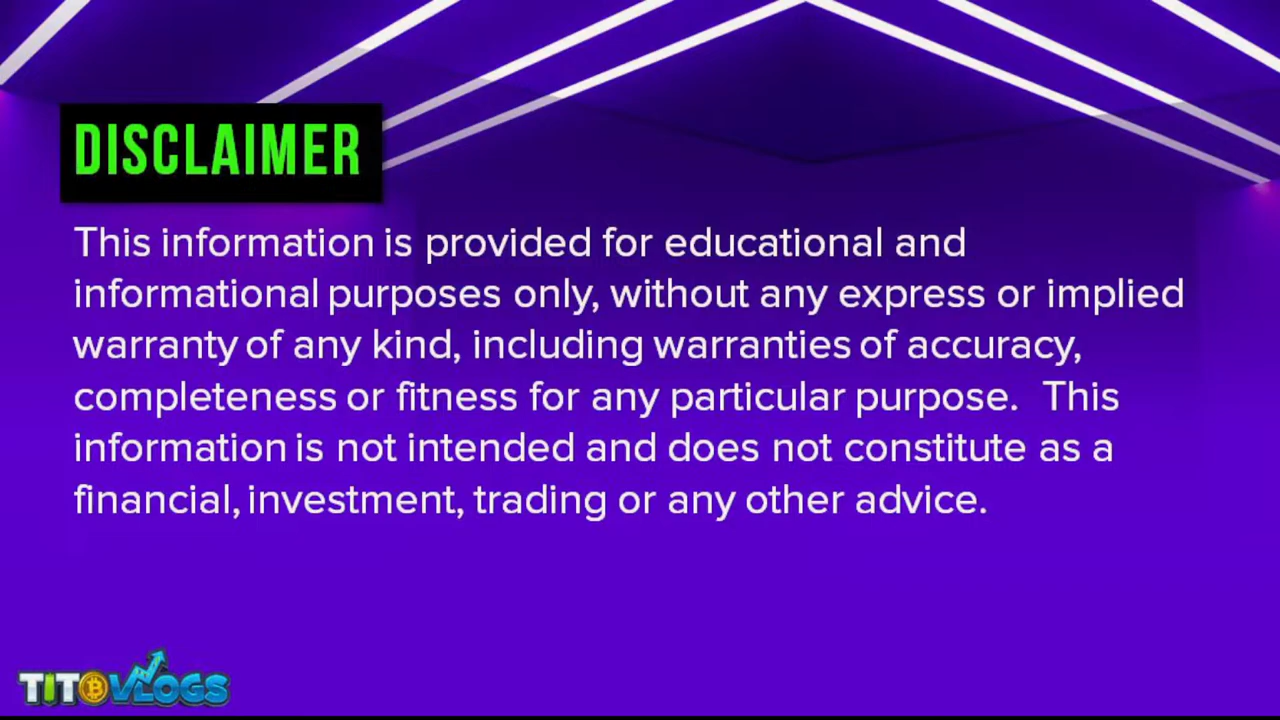 DISCLAIMER
This information is provided for educational and
informational purposes only, without any express or implied
warranty of any kind, including warranties of accuracy,
completeness or fitness for any particular purpose.  This
information is not intended and does not constitute as a
financial, investment, trading or any other advice.
TITOVLOGS